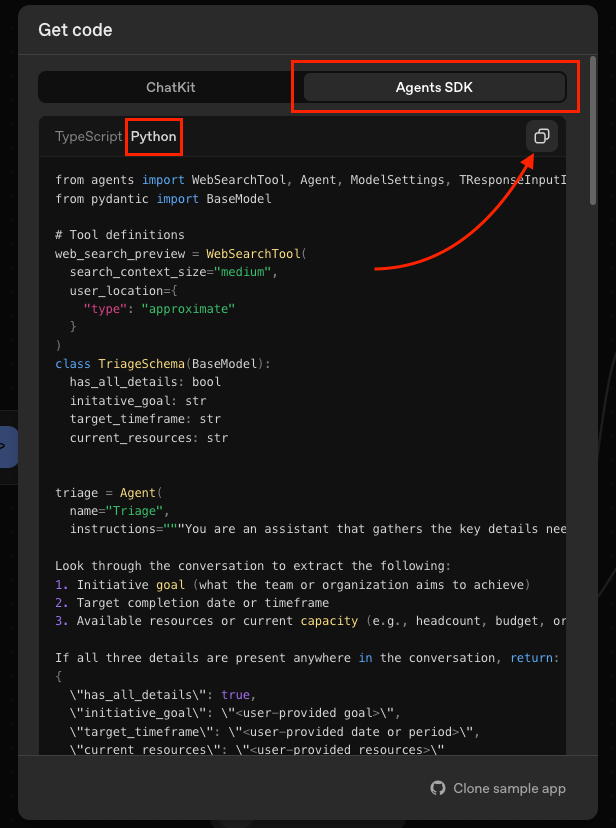 Get code
ChatKit
Agents SDK
TypeScript Python
from agents import WebSearchTool, Agent, ModelSettings, TResponseInputI
from pydantic import BaseModel
# Tool definitions
web_search_preview = WebSearchTool(
search_context_size="medium",
user_location={
"type": "approximate"
}
)
class TriageSchema(BaseModel):
has_all_details: bool
initative_goal: str
target_timeframe: str
current_resources: str
triage = Agent(
name="Triage",
instructions="""You are an assistant that gathers the key details nee
Look through the conversation to extract the following:
1. Initiative goal (what the team or organization aims to achieve)
2. Target completion date or timeframe
3. Available resources or current capacity (e.g., headcount, budget, or
If all three details are present anywhere in the conversation, return:
{
\"has_all_details\": true,
\"initiative_goal\": \"<user-provided goal>\",
\"target_timeframe\": \"<user-provided date or period>\",
\"current_resources\": \"<user-provided resources>\"
Clone sample app